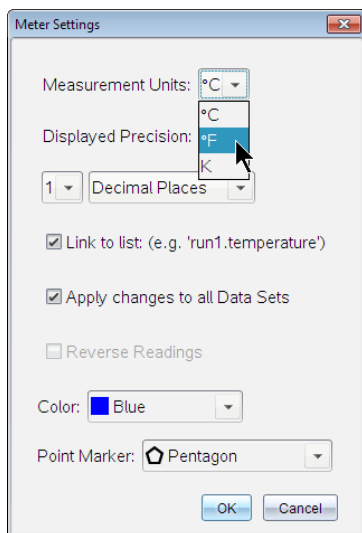 Meter Settings
Measurement Units: °C
°C
Displayed Precision: °F
K
1 Decimal Places
Link to list: (e.g. 'run1.temperature')
Apply changes to all Data Sets
Reverse Readings
Color: Blue
Point Marker: Pentagon
OK Cancel